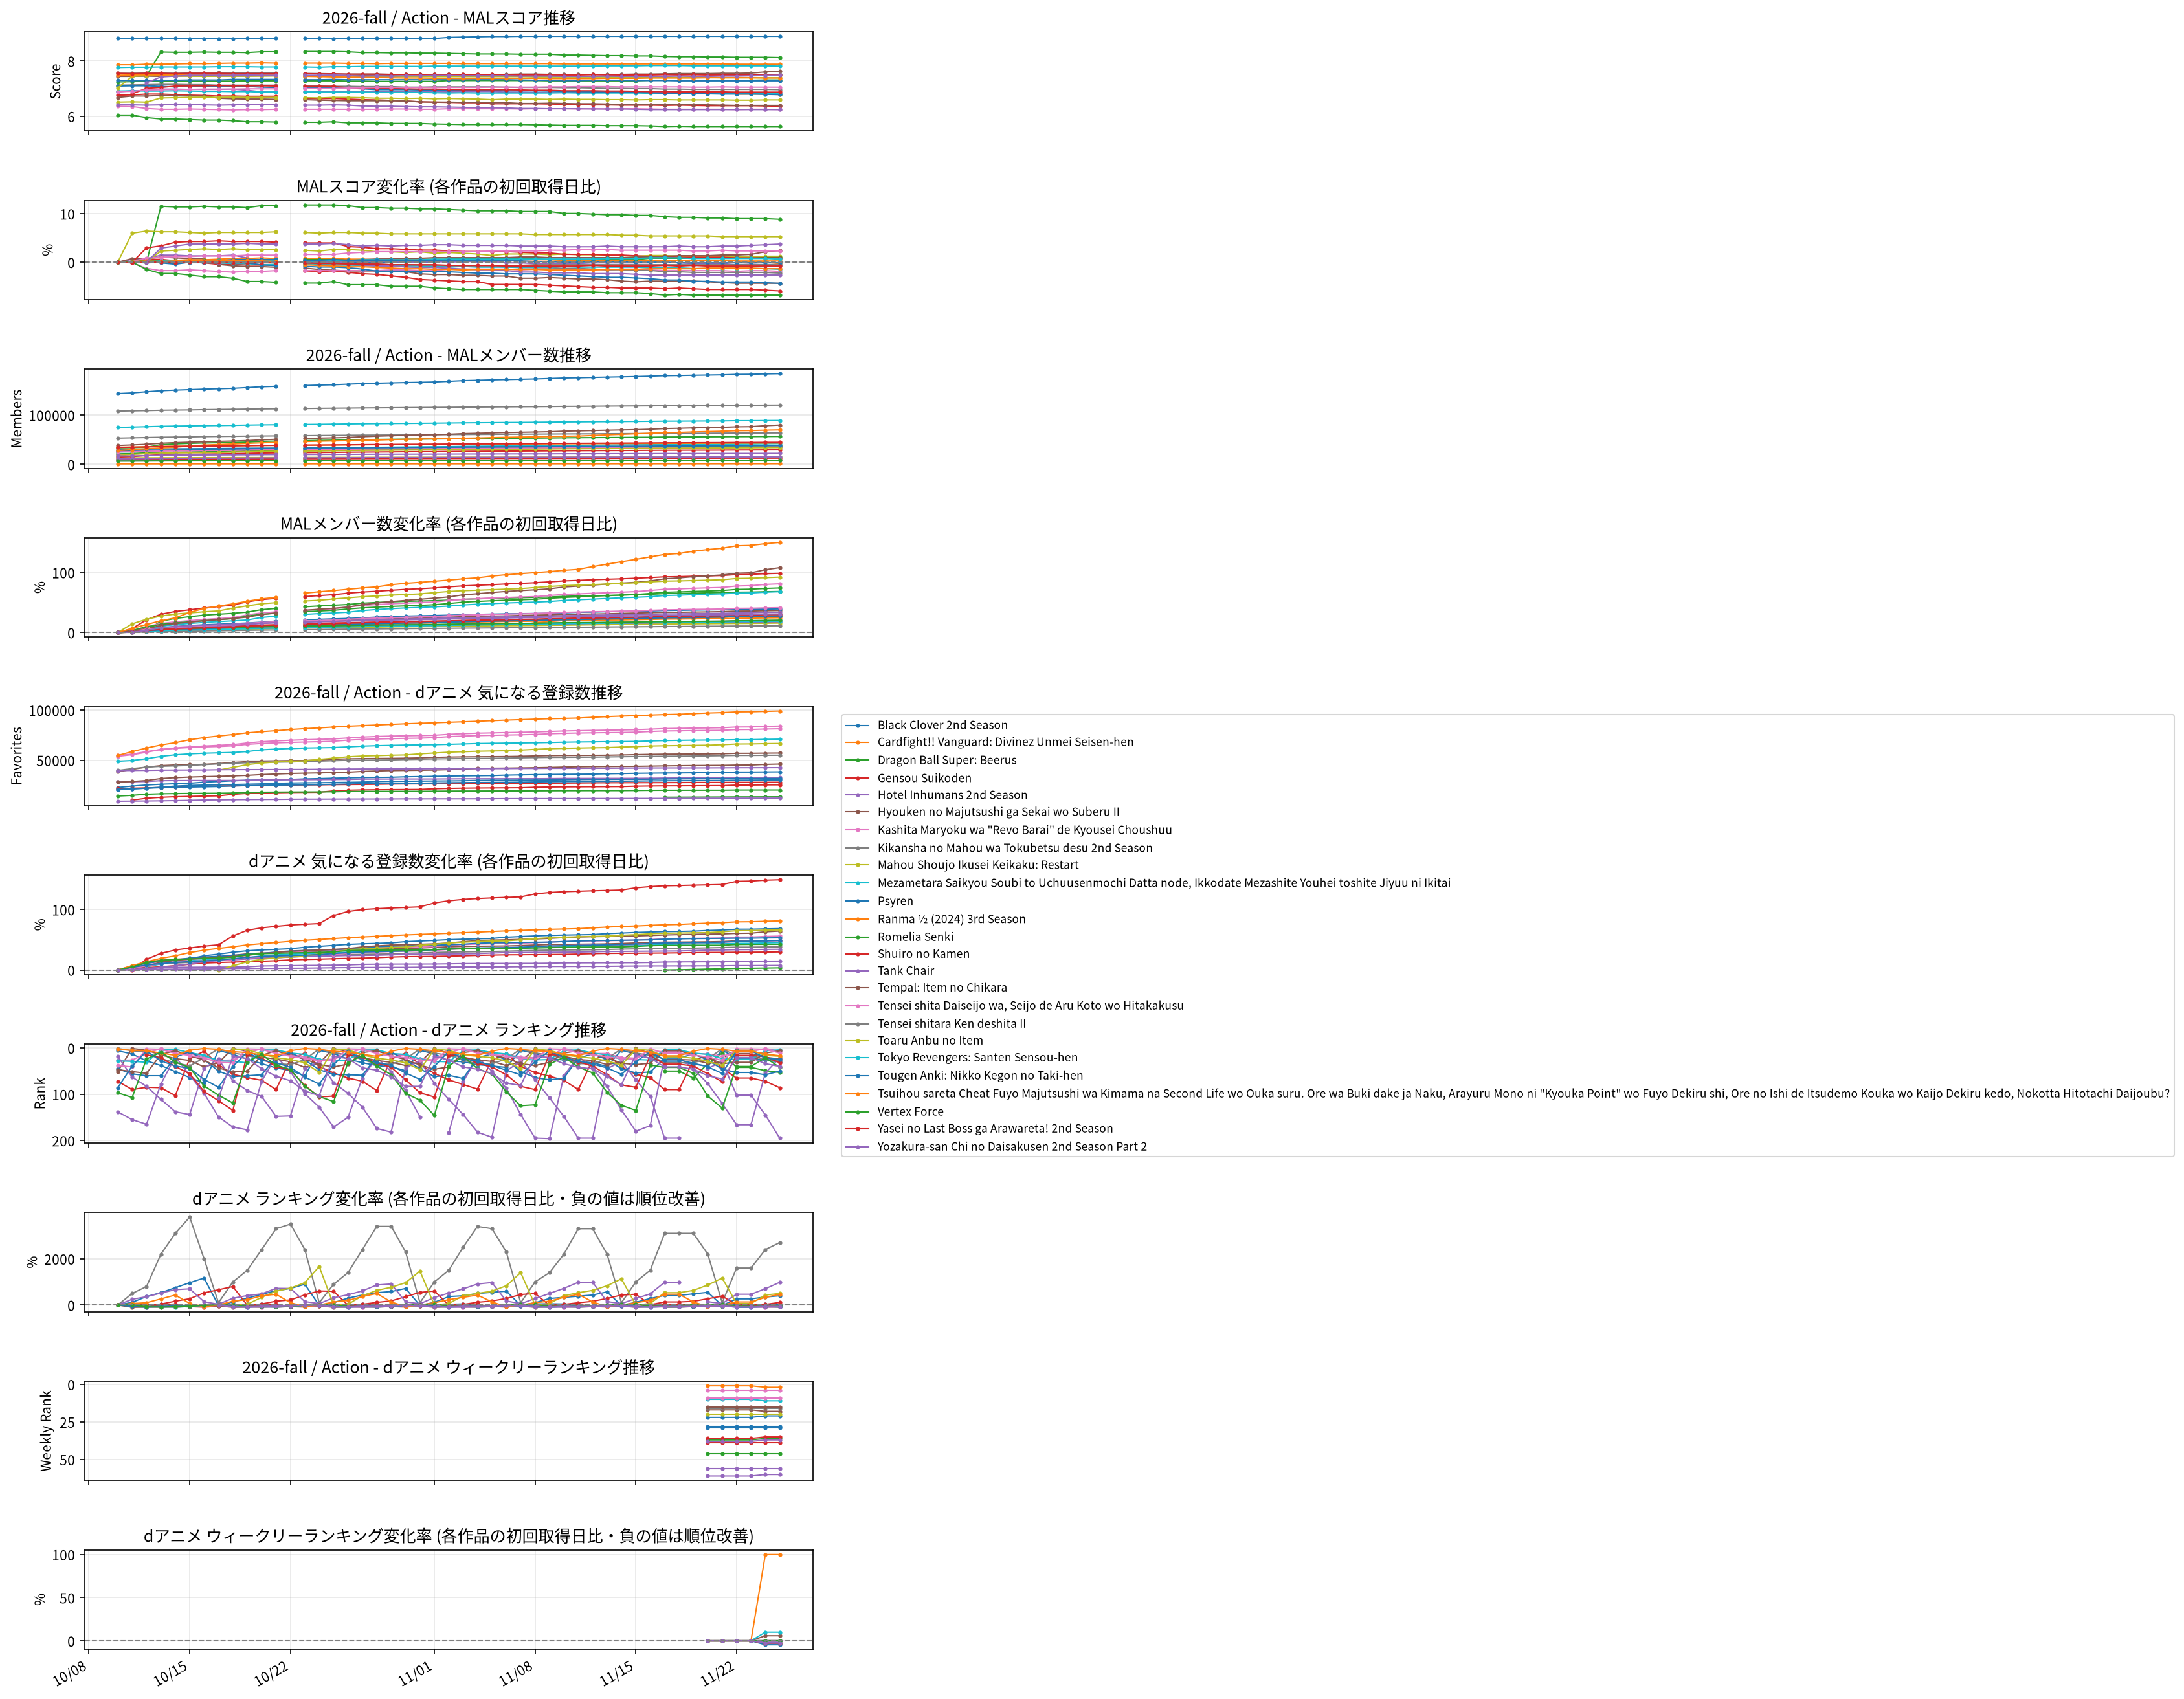 2026-fall / Action - MALスコア推移
8
6
Score
MALスコア変化率 (各作品の初回取得日比)
10
0
%
2026-fall / Action - MALメンバー数推移
100000
0
Members
MALメンバー数変化率 (各作品の初回取得日比)
100
0
%
2026-fall / Action - dアニメ 気になる登録数推移
100000
50000
Favorites
dアニメ 気になる登録数変化率 (各作品の初回取得日比)
100
0
%
2026-fall / Action - dアニメ ランキング推移
0
100
200
Rank
dアニメ ランキング変化率 (各作品の初回取得日比・負の値は順位改善)
2000
0
%
2026-fall / Action - dアニメ ウィークリーランキング推移
0
25
50
Weekly Rank
dアニメ ウィークリーランキング変化率 (各作品の初回取得日比・負の値は順位改善)
100
50
0
%
10/08
10/15
10/22
11/01
11/08
11/15
11/22
Black Clover 2nd Season
Cardfight!! Vanguard: Divinez Unmei Seisen-hen
Dragon Ball Super: Beerus
Gensou Suikoden
Hotel Inhumans 2nd Season
Hyouken no Majutsushi ga Sekai wo Suberu II
Kashita Maryoku wa "Revo Barai" de Kyousei Choushuu
Kikansha no Mahou wa Tokubetsu desu 2nd Season
Mahou Shoujo Ikusei Keikaku: Restart
Mezametara Saikyou Soubi to Uchuusenmochi Datta node, Ikkodate Mezashite Youhei toshite Jiyuu ni Ikitai
Psyren
Ranma ½ (2024) 3rd Season
Romelia Senki
Shuiro no Kamen
Tank Chair
Tempal: Item no Chikara
Tensei shita Daiseijo wa, Seijo de Aru Koto wo Hitakakusu
Tensei shitara Ken deshita II
Toaru Anbu no Item
Tokyo Revengers: Santen Sensou-hen
Tougen Anki: Nikko Kegon no Taki-hen
Tsuihou sareta Cheat Fuyo Majutsushi wa Kimama na Second Life wo Ouka suru. Ore wa Buki dake ja Naku, Arayuru Mono ni "Kyouka Point" wo Fuyo Dekiru shi, Ore no Ishi de Itsudemo Kouka wo Kaijo Dekiru kedo, Nokotta Hitotachi Daijoubu?
Vertex Force
Yasei no Last Boss ga Arawareta! 2nd Season
Yozakura-san Chi no Daisakusen 2nd Season Part 2